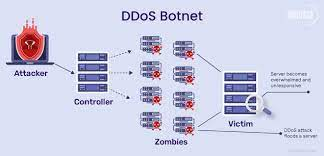 DDoS Botnet
Attacker
Controller
Zombies
Victim
Server becomes
overwhelmed and
unresponsive
DDoS attack
floods a server